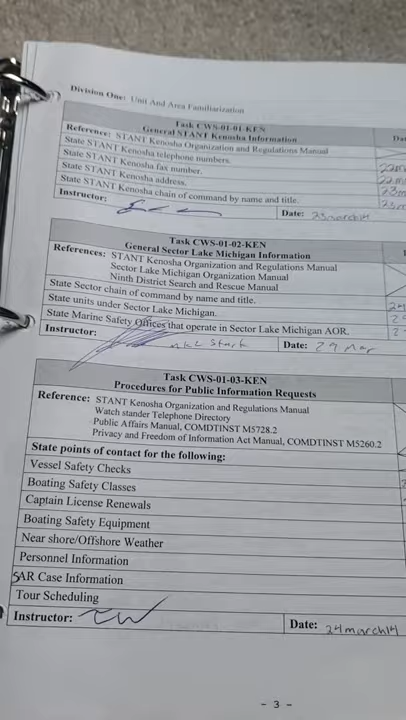 Division One: Unit And Area Familiarization
Task CWS-01-01-KEN
General STANT Kenosha Information
Reference: STANT Kenosha Organization and Regulations Manual
State STANT Kenosha telephone numbers.
State STANT Kenosha fax number.
State STANT Kenosha address.
State STANT Kenosha chain of command by name and title.
Instructor:
Date: 23march14
Task CWS-01-02-KEN
General Sector Lake Michigan Information
References: STANT Kenosha Organization and Regulations Manual
Sector Lake Michigan Organization Manual
Ninth District Search and Rescue Manual
State Sector chain of command by name and title.
State units under Sector Lake Michigan.
State Marine Safety Offices that operate in Sector Lake Michigan AOR.
Instructor: Stark
Date: 29 Mar
Task CWS-01-03-KEN
Procedures for Public Information Requests
Reference: STANT Kenosha Organization and Regulations Manual
Watch stander Telephone Directory
Public Affairs Manual, COMDTINST M5728.2
Privacy and Freedom of Information Act Manual, COMDTINST M5260.2
State points of contact for the following:
Vessel Safety Checks
Boating Safety Classes
Captain License Renewals
Boating Safety Equipment
Near shore/Offshore Weather
Personnel Information
SAR Case Information
Tour Scheduling
Instructor:
Date: 24march14
- 3 -